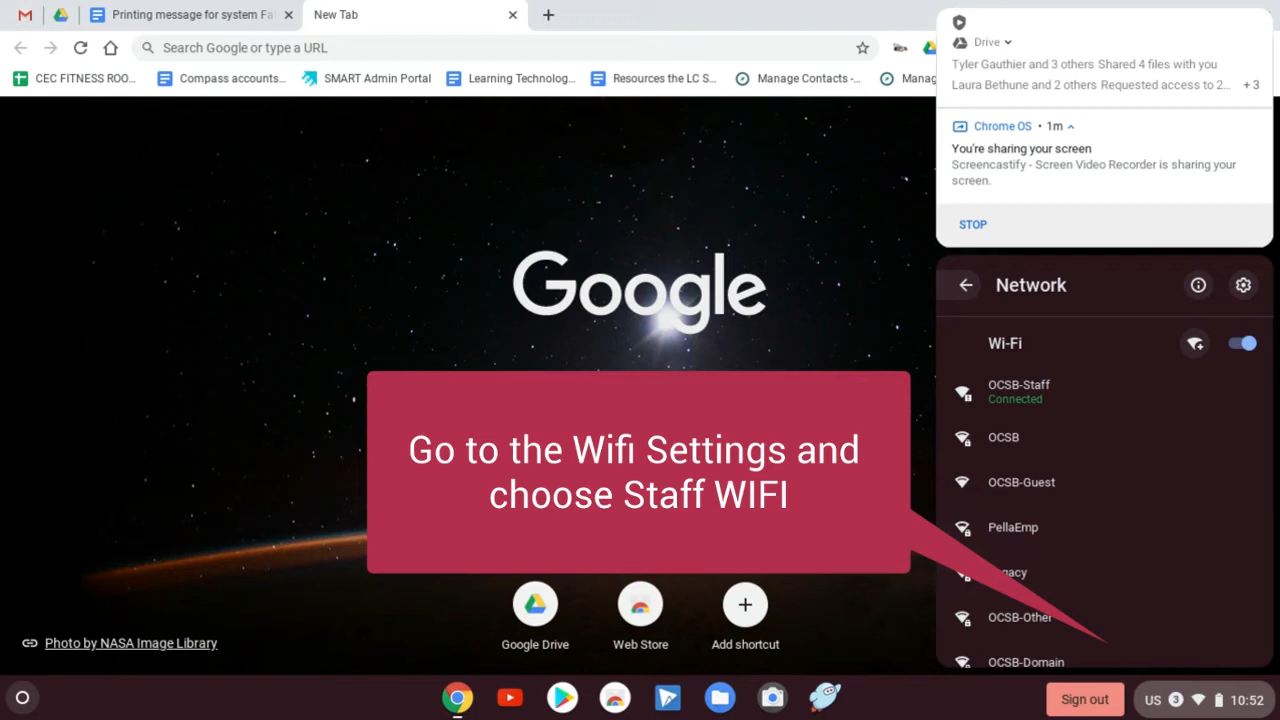 Printing message for system Fa
New Tab
Search Google or type a URL
CEC FITNESS ROO...
Compass accounts...
SMART Admin Portal
Learning Technolog...
Resources the LC S...
Manage Contacts -...
Manag
Drive
Tyler Gauthier and 3 others Shared 4 files with you
Laura Bethune and 2 others Requested access to 2... +3
Chrome OS • 1m
You're sharing your screen
Screencastify - Screen Video Recorder is sharing your
screen.
STOP
Google
Network
Wi-Fi
OCSB-Staff
Connected
OCSB
OCSB-Guest
PellaEmp
gacy
OCSB-Other
OCSB-Domain
Go to the Wifi Settings and
choose Staff WIFI
Google Drive
Web Store
Add shortcut
Photo by NASA Image Library
Sign out
US 3 10:52